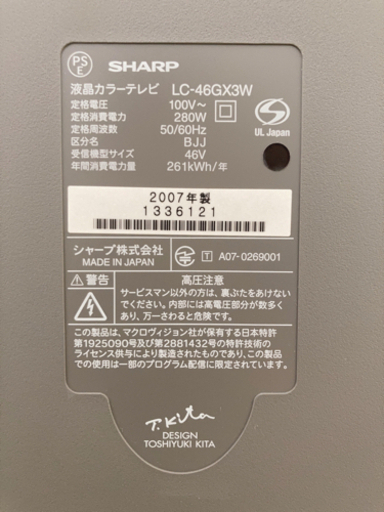 PS
E
SHARP
液晶カラーテレビ LC-46GX3W
定格電圧 100V～
定格消費電力 280W
定格周波数 50/60Hz
区分名 BJJ
受信機型サイズ 46V
年間消費電力量 261kWh/年
S
UL Japan
2007年製
1336121
シャープ株式会社
MADE IN JAPAN
T A07-0269001
警告 高圧注意
サービスマン以外の方は、裏ぶたをあけない
でください。内部には高電圧部分が数多く
あり、万一さわると危険です。
この製品は、マクロヴィジョン社が保有する日本特許
第1925090号及び第2881432号の特許技術の
ライセンス供与により製造されました。この製品
での使用は一部のプログラム配信に限定されています。
T. Kita
DESIGN
TOSHIYUKI KITA